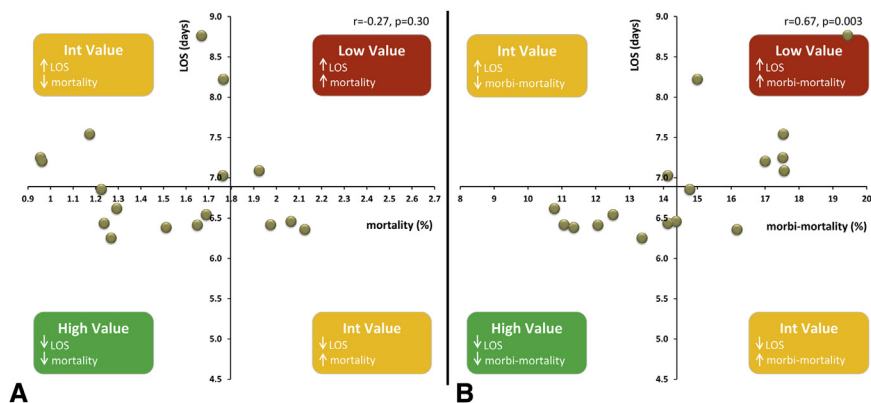 r=-0.27, p=0.30
LOS (days)
9.0
8.5
8.0
7.5
7.0
6.5
6.0
5.5
5.0
4.5
Int Value
↑ LOS
↓ mortality
Low Value
↑ LOS
↑ mortality
0.9 1 1.1 1.2 1.3 1.4 1.5 1.6 1.7 1.8 1.9 2 2.1 2.2 2.3 2.4 2.5 2.6 2.7
mortality (%)
High Value
↓ LOS
↓ mortality
Int Value
↓ LOS
↑ mortality
A
r=0.67, p=0.003
LOS (days)
9.0
8.5
8.0
7.5
7.0
6.5
6.0
5.5
5.0
4.5
Int Value
↑ LOS
↓ morbi-mortality
Low Value
↑ LOS
↑ morbi-mortality
8 9 10 11 12 13 14 15 16 17 18 19 20
morbi-mortality (%)
High Value
↓ LOS
↓ morbi-mortality
Int Value
↓ LOS
↑ morbi-mortality
B